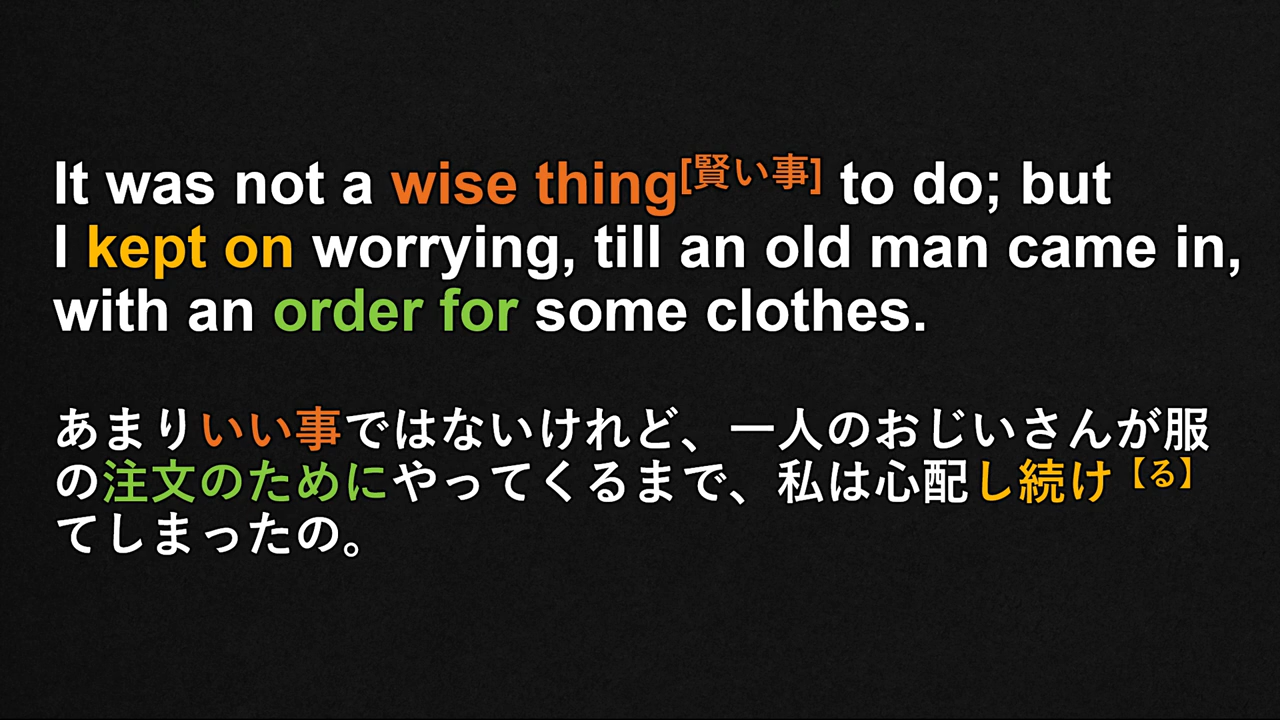 It was not a wise thing[賢い事] to do; but
I kept on worrying, till an old man came in,
with an order for some clothes.
あまりいい事ではないけれど、一人のおじいさんが服
の注文のためにやってくるまで、私は心配し続け【る】
てしまったの。